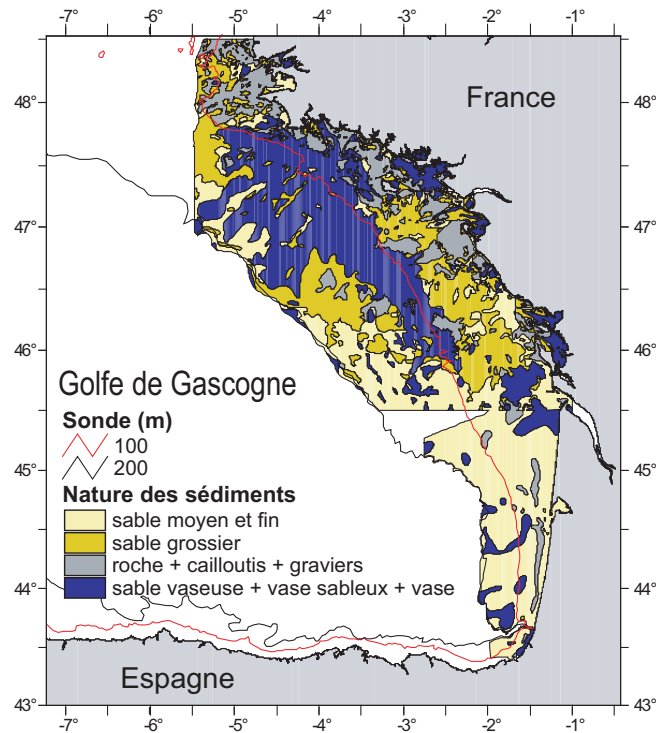 -7° -6° -5° -4° -3° -2° -1°
France
48° 48°
47° 47°
46° 46°
Golfe de Gascogne
Sonde (m)
100
200
45° 45°
Nature des sédiments
sable moyen et fin
sable grossier
roche + cailloutis + graviers
sable vaseuse + vase sableux + vase
44° 44°
Espagne
43° 43°
-7° -6° -5° -4° -3° -2° -1°